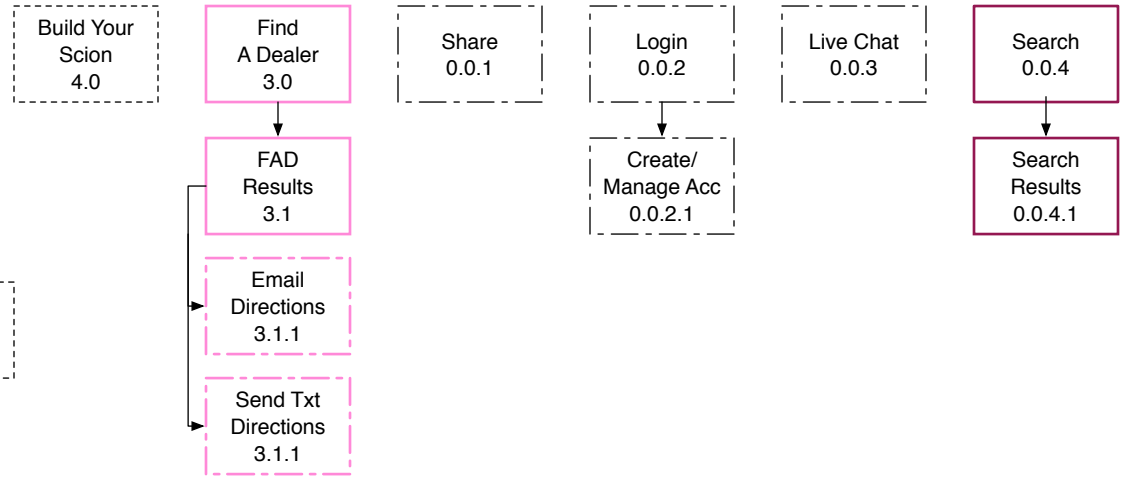 Build Your
Scion
4.0
Find
A Dealer
3.0
Share
0.0.1
Login
0.0.2
Live Chat
0.0.3
Search
0.0.4
FAD
Results
3.1
Create/
Manage Acc
0.0.2.1
Search
Results
0.0.4.1
Email
Directions
3.1.1
Send Txt
Directions
3.1.1